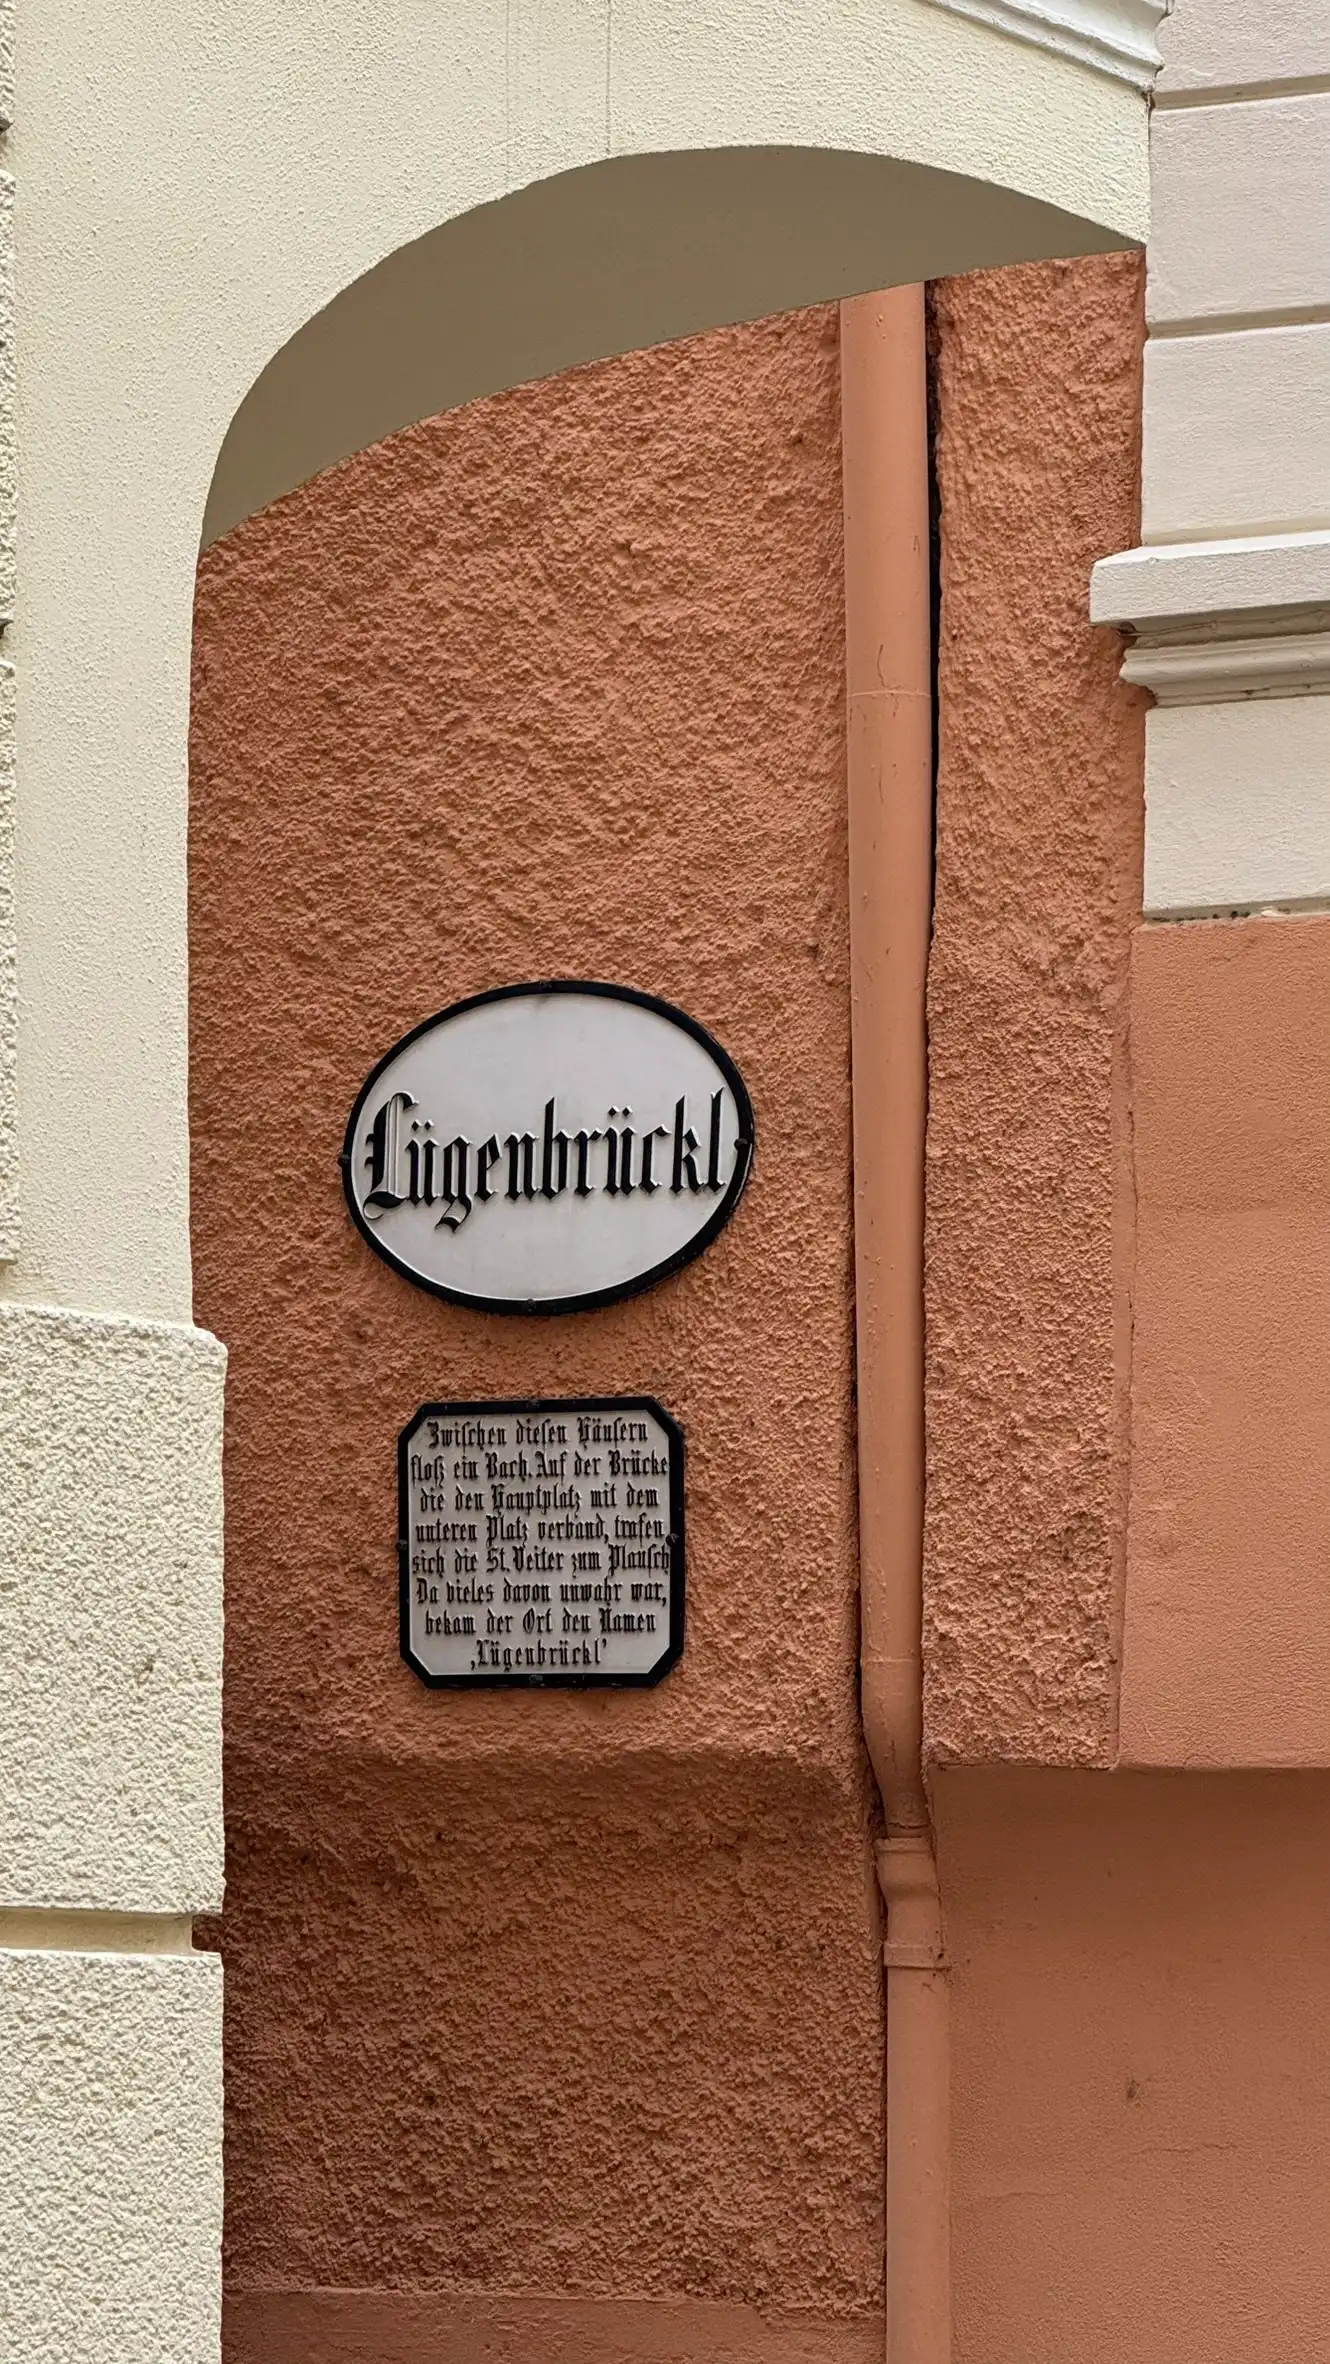 Lügenbrückl
Zwischen diesen Häusern
floß ein Bach. Auf der Brücke
die den Hauptplatz mit dem
unteren Platz verband, trafen
sich die St. Veiter zum Plausch
Da vieles davon unwahr war,
bekam der Ort den Namen
‚Lügenbrückl’